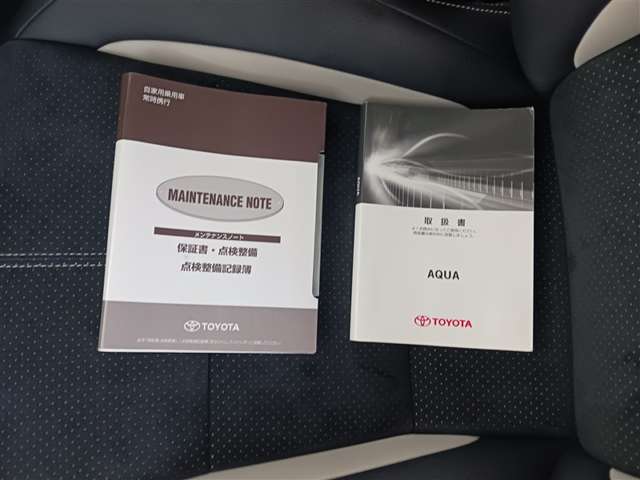 自家用乗用車
常時携行
MAINTENANCE NOTE
メンテナンスノート
保証書・点検整備
点検整備記録簿
TOYOTA
AQUA
取扱書
AQUA
TOYOTA